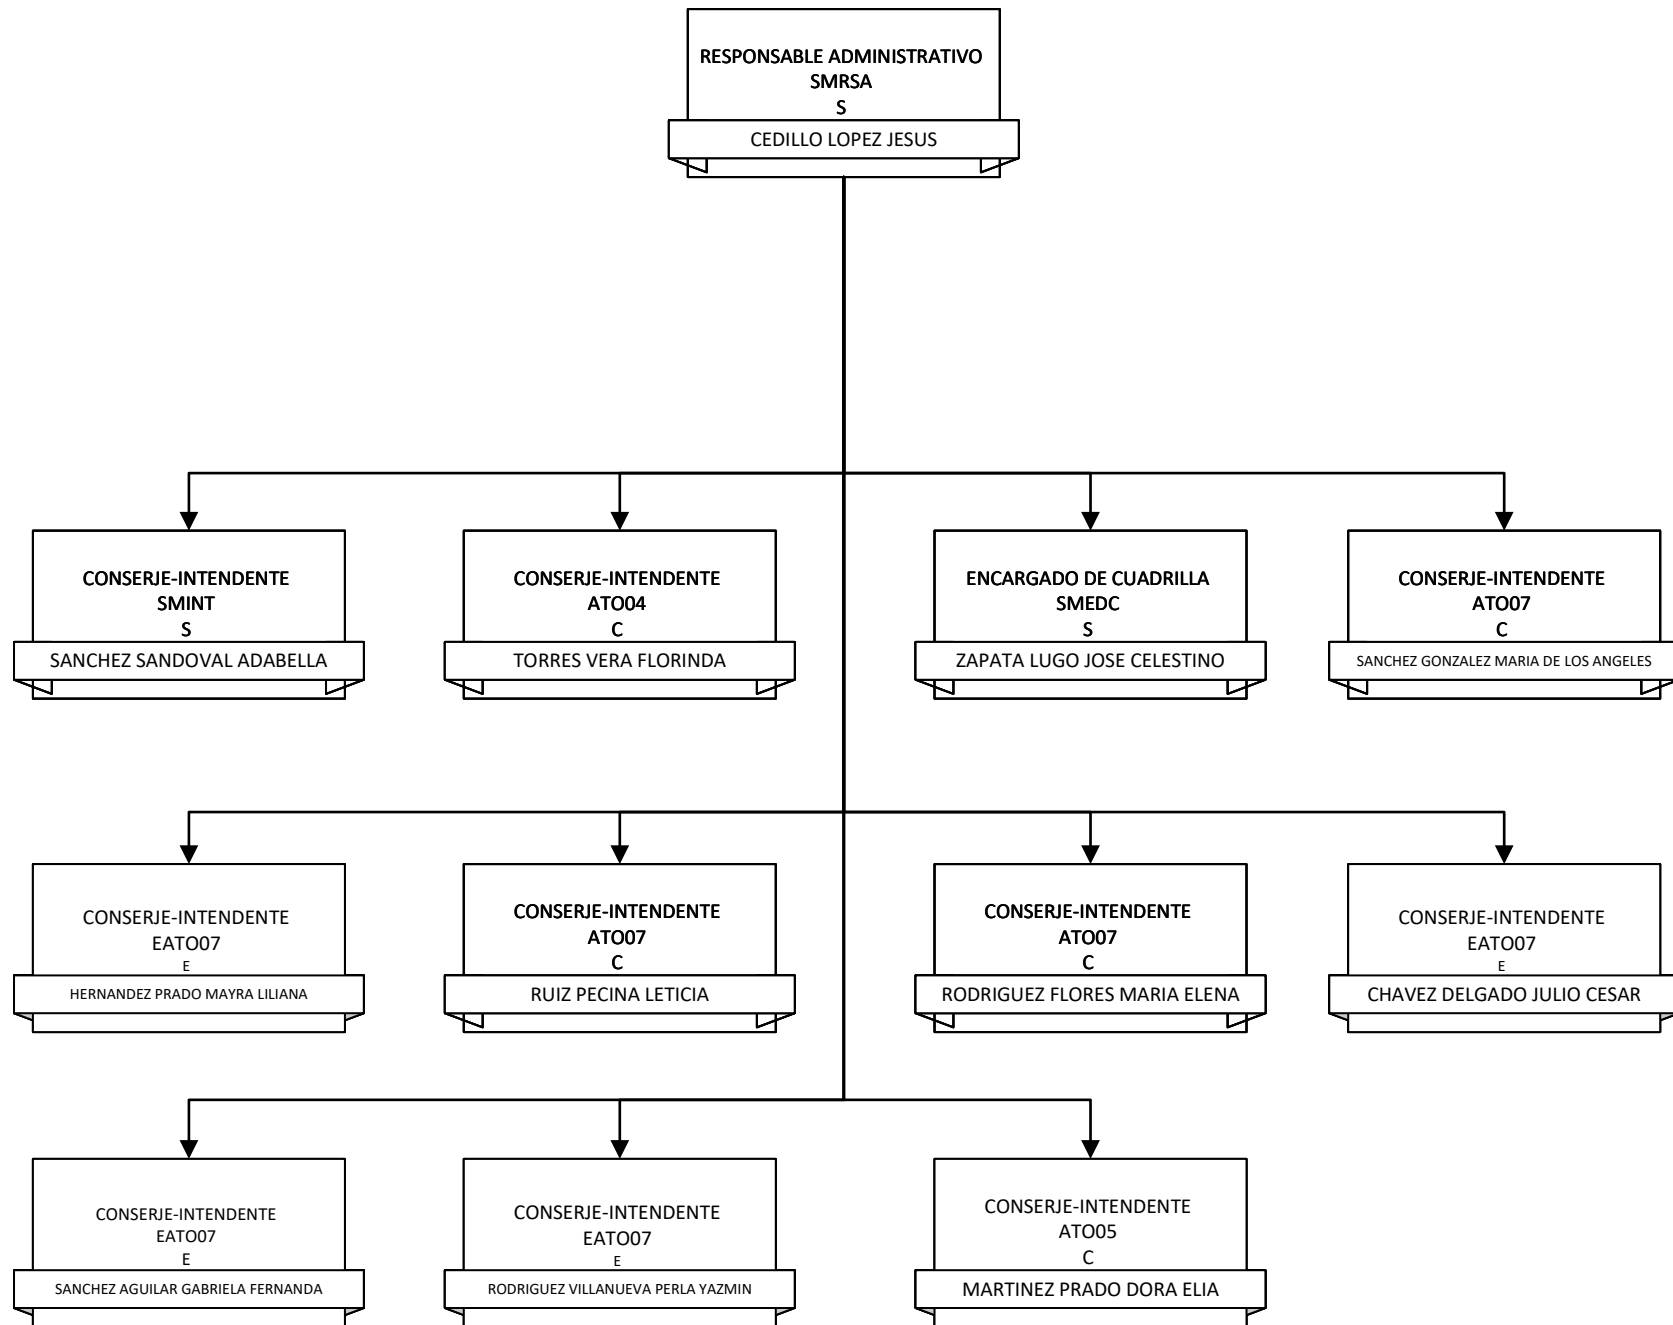 RESPONSABLE ADMINISTRATIVO
SMRSA
S
CEDILLO LOPEZ JESUS
CONSERJE-INTENDENTE
SMINT
S
SANCHEZ SANDOVAL ADABELLA
CONSERJE-INTENDENTE
ATO04
C
TORRES VERA FLORINDA
ENCARGADO DE CUADRILLA
SMEDC
S
ZAPATA LUGO JOSE CELESTINO
CONSERJE-INTENDENTE
ATO07
C
SANCHEZ GONZALEZ MARIA DE LOS ANGELES
CONSERJE-INTENDENTE
EATO07
E
HERNANDEZ PRADO MAYRA LILIANA
CONSERJE-INTENDENTE
ATO07
C
RUIZ PECINA LETICIA
CONSERJE-INTENDENTE
ATO07
C
RODRIGUEZ FLORES MARIA ELENA
CONSERJE-INTENDENTE
EATO07
E
CHAVEZ DELGADO JULIO CESAR
CONSERJE-INTENDENTE
EATO07
E
SANCHEZ AGUILAR GABRIELA FERNANDA
CONSERJE-INTENDENTE
EATO07
E
RODRIGUEZ VILLANUEVA PERLA YAZMIN
CONSERJE-INTENDENTE
ATO05
C
MARTINEZ PRADO DORA ELIA